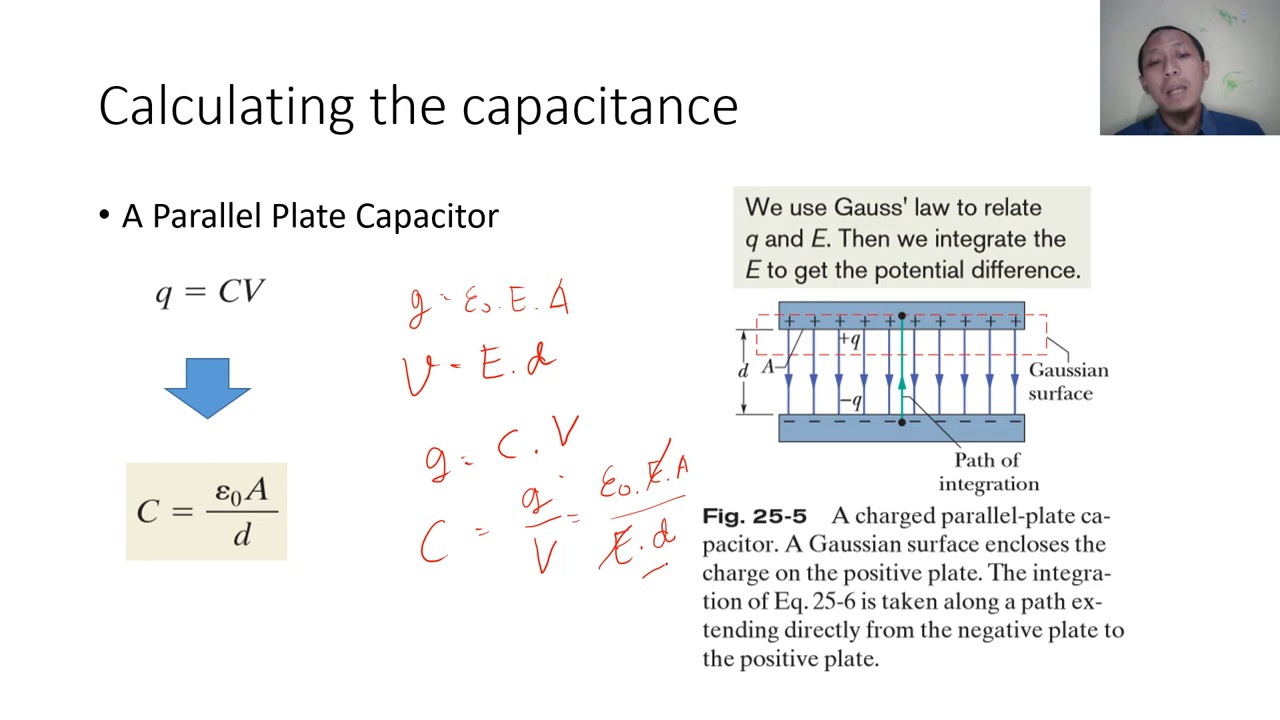 Calculating the capacitance
• A Parallel Plate Capacitor
q = CV
C = ε₀A / d
q = ε₀. E. A
V = E. d
q = C. V
C = q / V = ε₀. E. A / E. d
We use Gauss' law to relate
q and E. Then we integrate the
E to get the potential difference.
+ + + + + + + + + +
+q
d
A
Gaussian
surface
−q
− − − − − − − − − −
Path of
integration
Fig. 25-5 A charged parallel-plate ca-
pacitor. A Gaussian surface encloses the
charge on the positive plate. The integra-
tion of Eq. 25-6 is taken along a path ex-
tending directly from the negative plate to
the positive plate.